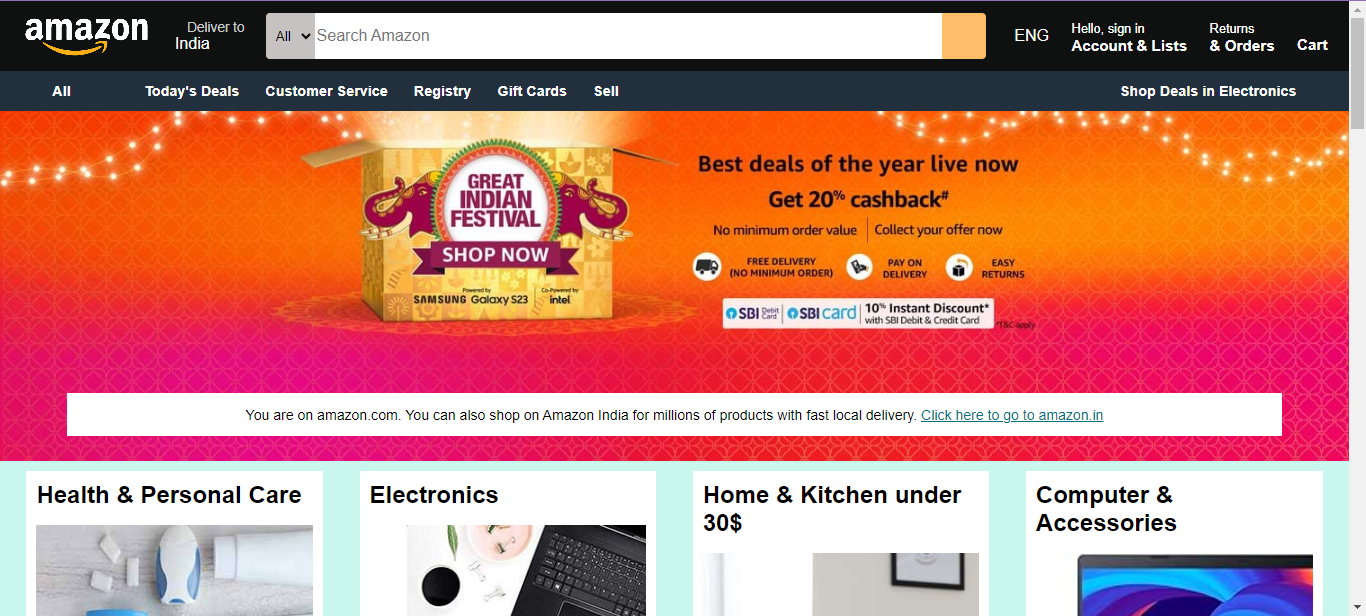 amazon
Deliver to
India
All
Search Amazon
ENG
Hello, sign in
Account & Lists
Returns
& Orders
Cart
All
Today's Deals
Customer Service
Registry
Gift Cards
Sell
Shop Deals in Electronics
GREAT
INDIAN
FESTIVAL
SHOP NOW
Powered by
SAMSUNG Galaxy S23
Co-Powered by
intel.
Best deals of the year live now
Get 20% cashback#
No minimum order value
Collect your offer now
FREE DELIVERY
(NO MINIMUM ORDER)
PAY ON
DELIVERY
EASY
RETURNS
SBI Debit Card
SBI card
10% Instant Discount*
with SBI Debit & Credit Card
*T&C apply
You are on amazon.com. You can also shop on Amazon India for millions of products with fast local delivery. Click here to go to amazon.in
Health & Personal Care
Electronics
Home & Kitchen under
30$
Computer &
Accessories